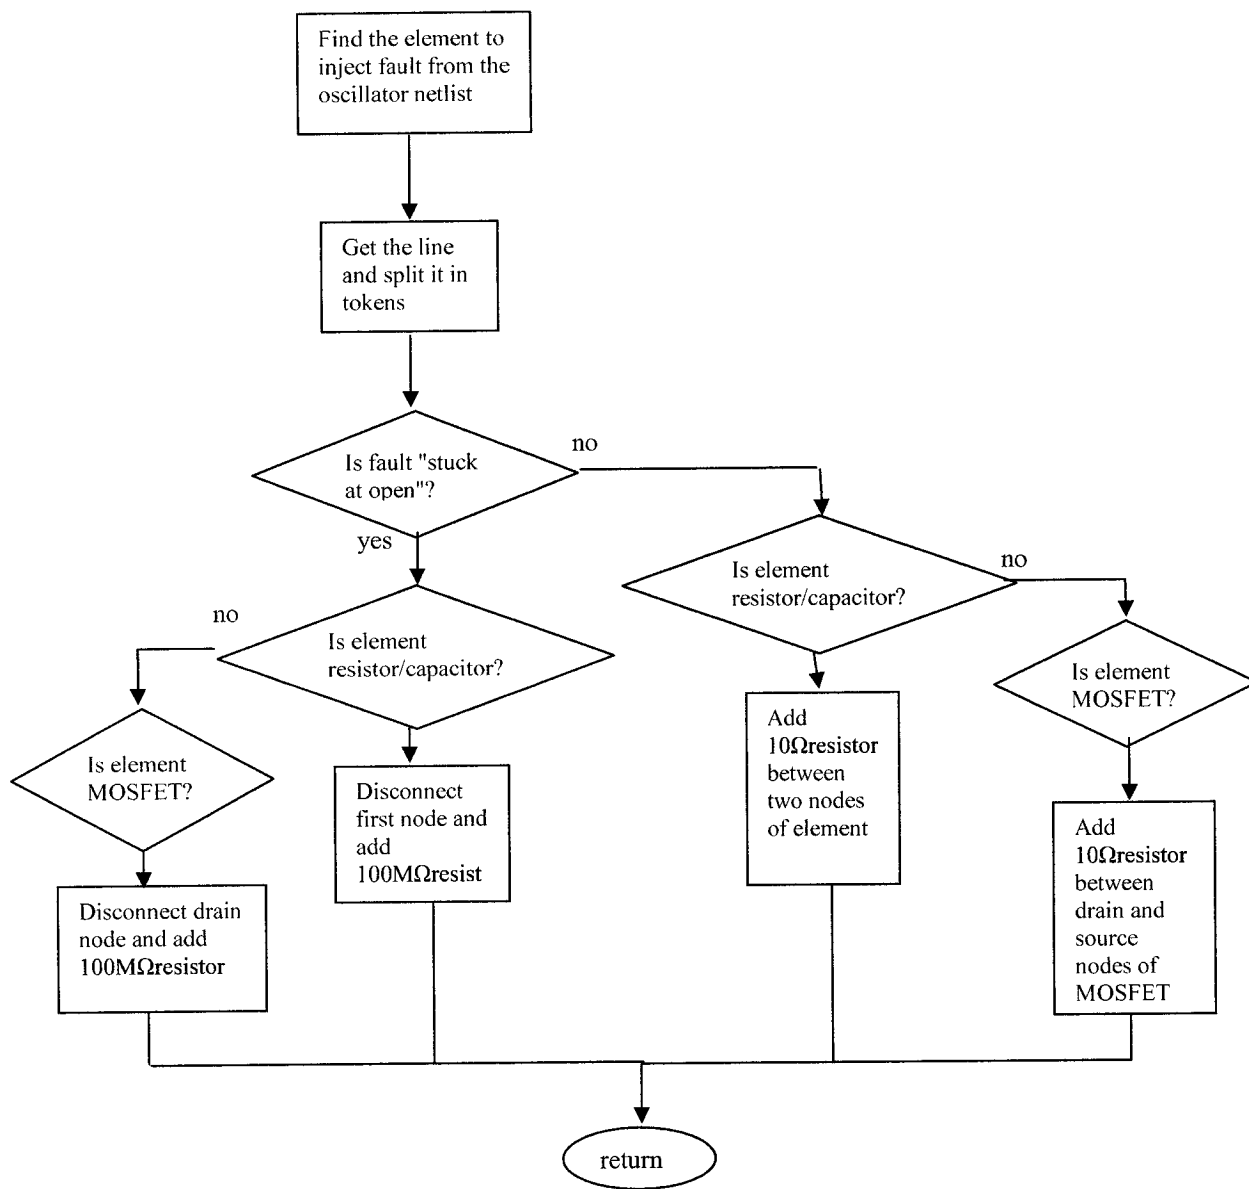 Find the element to
inject fault from the
oscillator netlist
Get the line
and split it in
tokens
Is fault "stuck
at open"?
no
yes
Is element
resistor/capacitor?
no
Is element
MOSFET?
no
Is element
resistor/capacitor?
Is element
MOSFET?
Add
10Ωresistor
between
two nodes
of element
Disconnect
first node and
add
100MΩresist
Add
10Ωresistor
between
drain and
source
nodes of
MOSFET
Disconnect drain
node and add
100MΩresistor
return